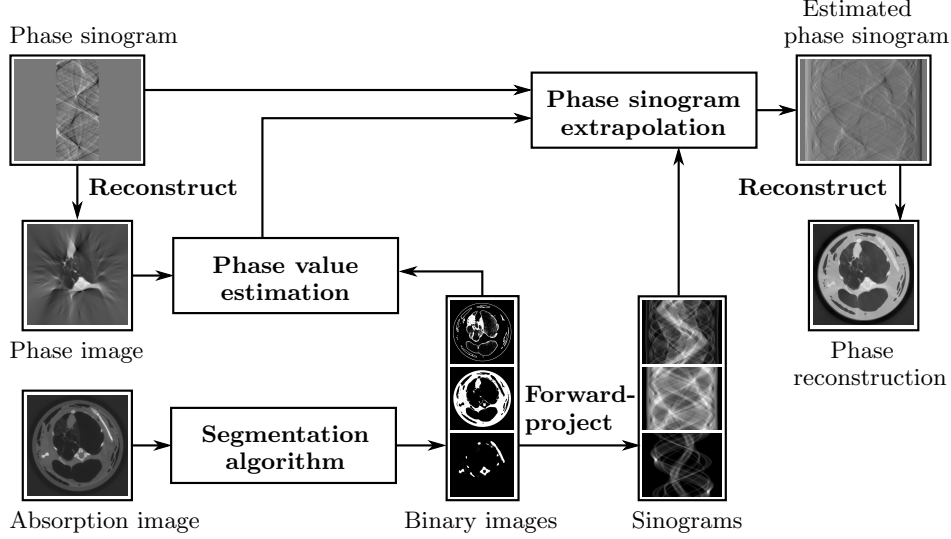 Phase sinogram
Estimated
phase sinogram
Phase sinogram
extrapolation
Reconstruct
Reconstruct
Phase value
estimation
Phase image
Phase
reconstruction
Forward-
project
Segmentation
algorithm
Absorption image
Binary images
Sinograms